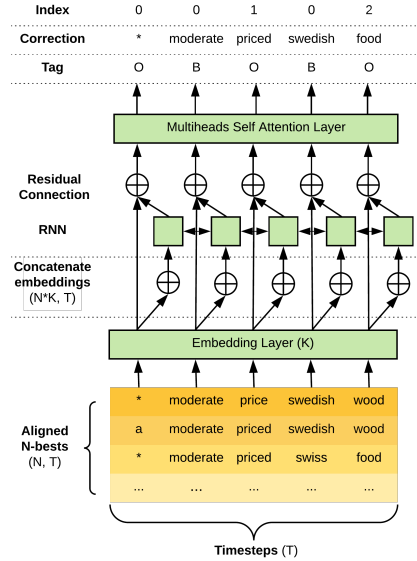 Index 0 0 1 0 2
Correction * moderate priced swedish food
Tag O B O B O
Multiheads Self Attention Layer
Residual
Connection
RNN
Concatenate
embeddings
(N*K, T)
Embedding Layer (K)
* moderate price swedish wood
Aligned
N-bests
(N, T)
a moderate priced swedish wood
* moderate priced swiss food
... ... ... ... ...
Timesteps (T)